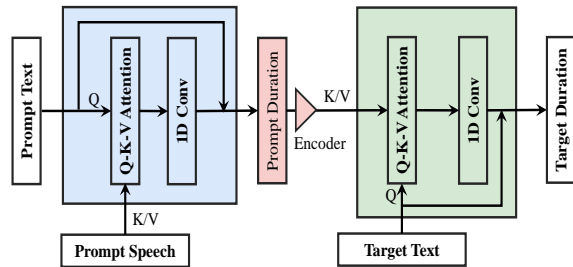 Prompt Text
Q
Q-K-V Attention
1D Conv
K/V
Prompt Speech
Prompt Duration
Encoder
K/V
Q-K-V Attention
1D Conv
Q
Target Text
Target Duration